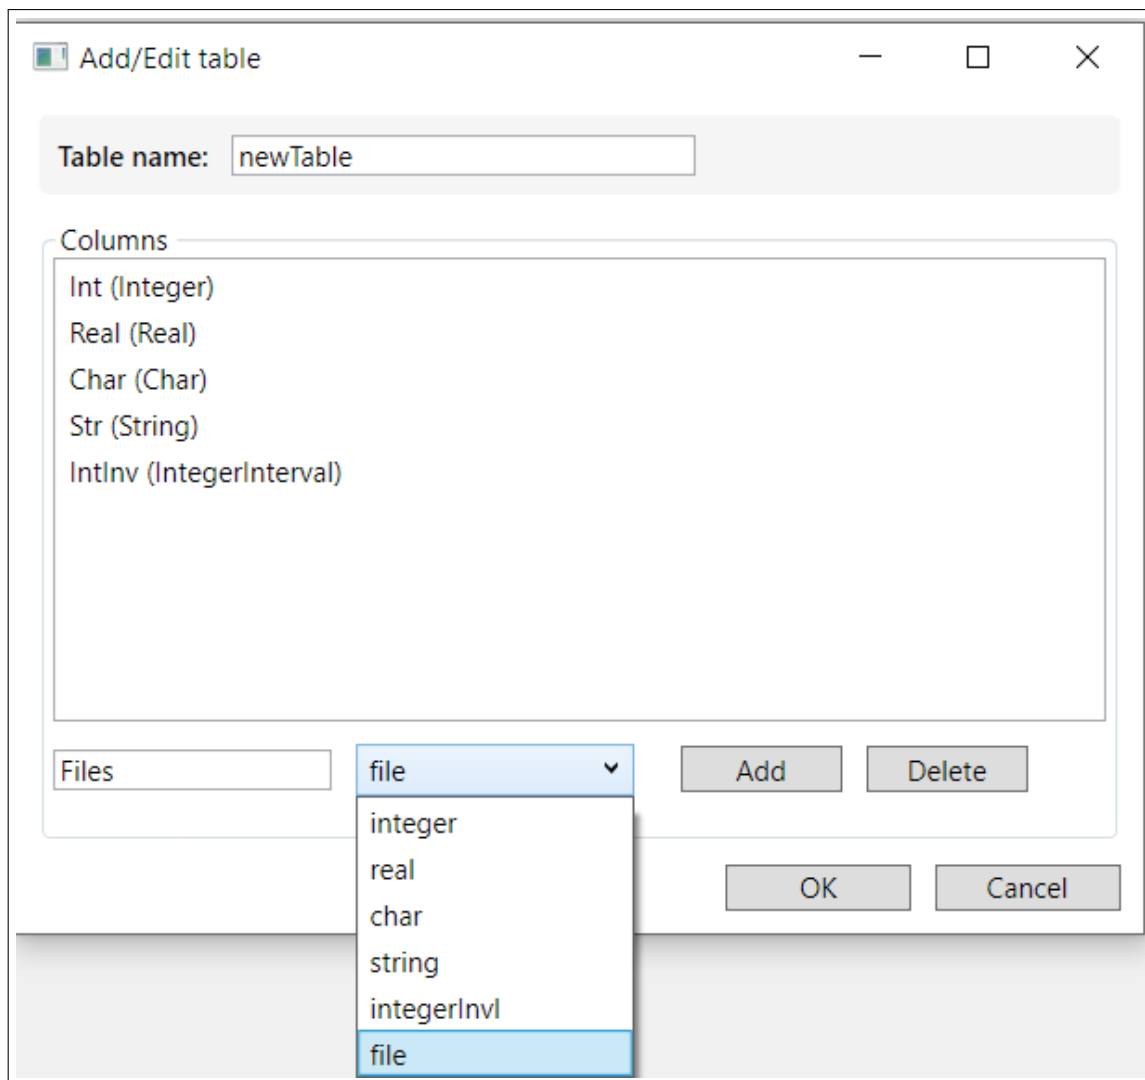 Add/Edit table
Table name: newTable
Columns
Int (Integer)
Real (Real)
Char (Char)
Str (String)
IntInv (IntegerInterval)
Files file Add Delete
integer
real
char
string
integerInvl
file
OK Cancel